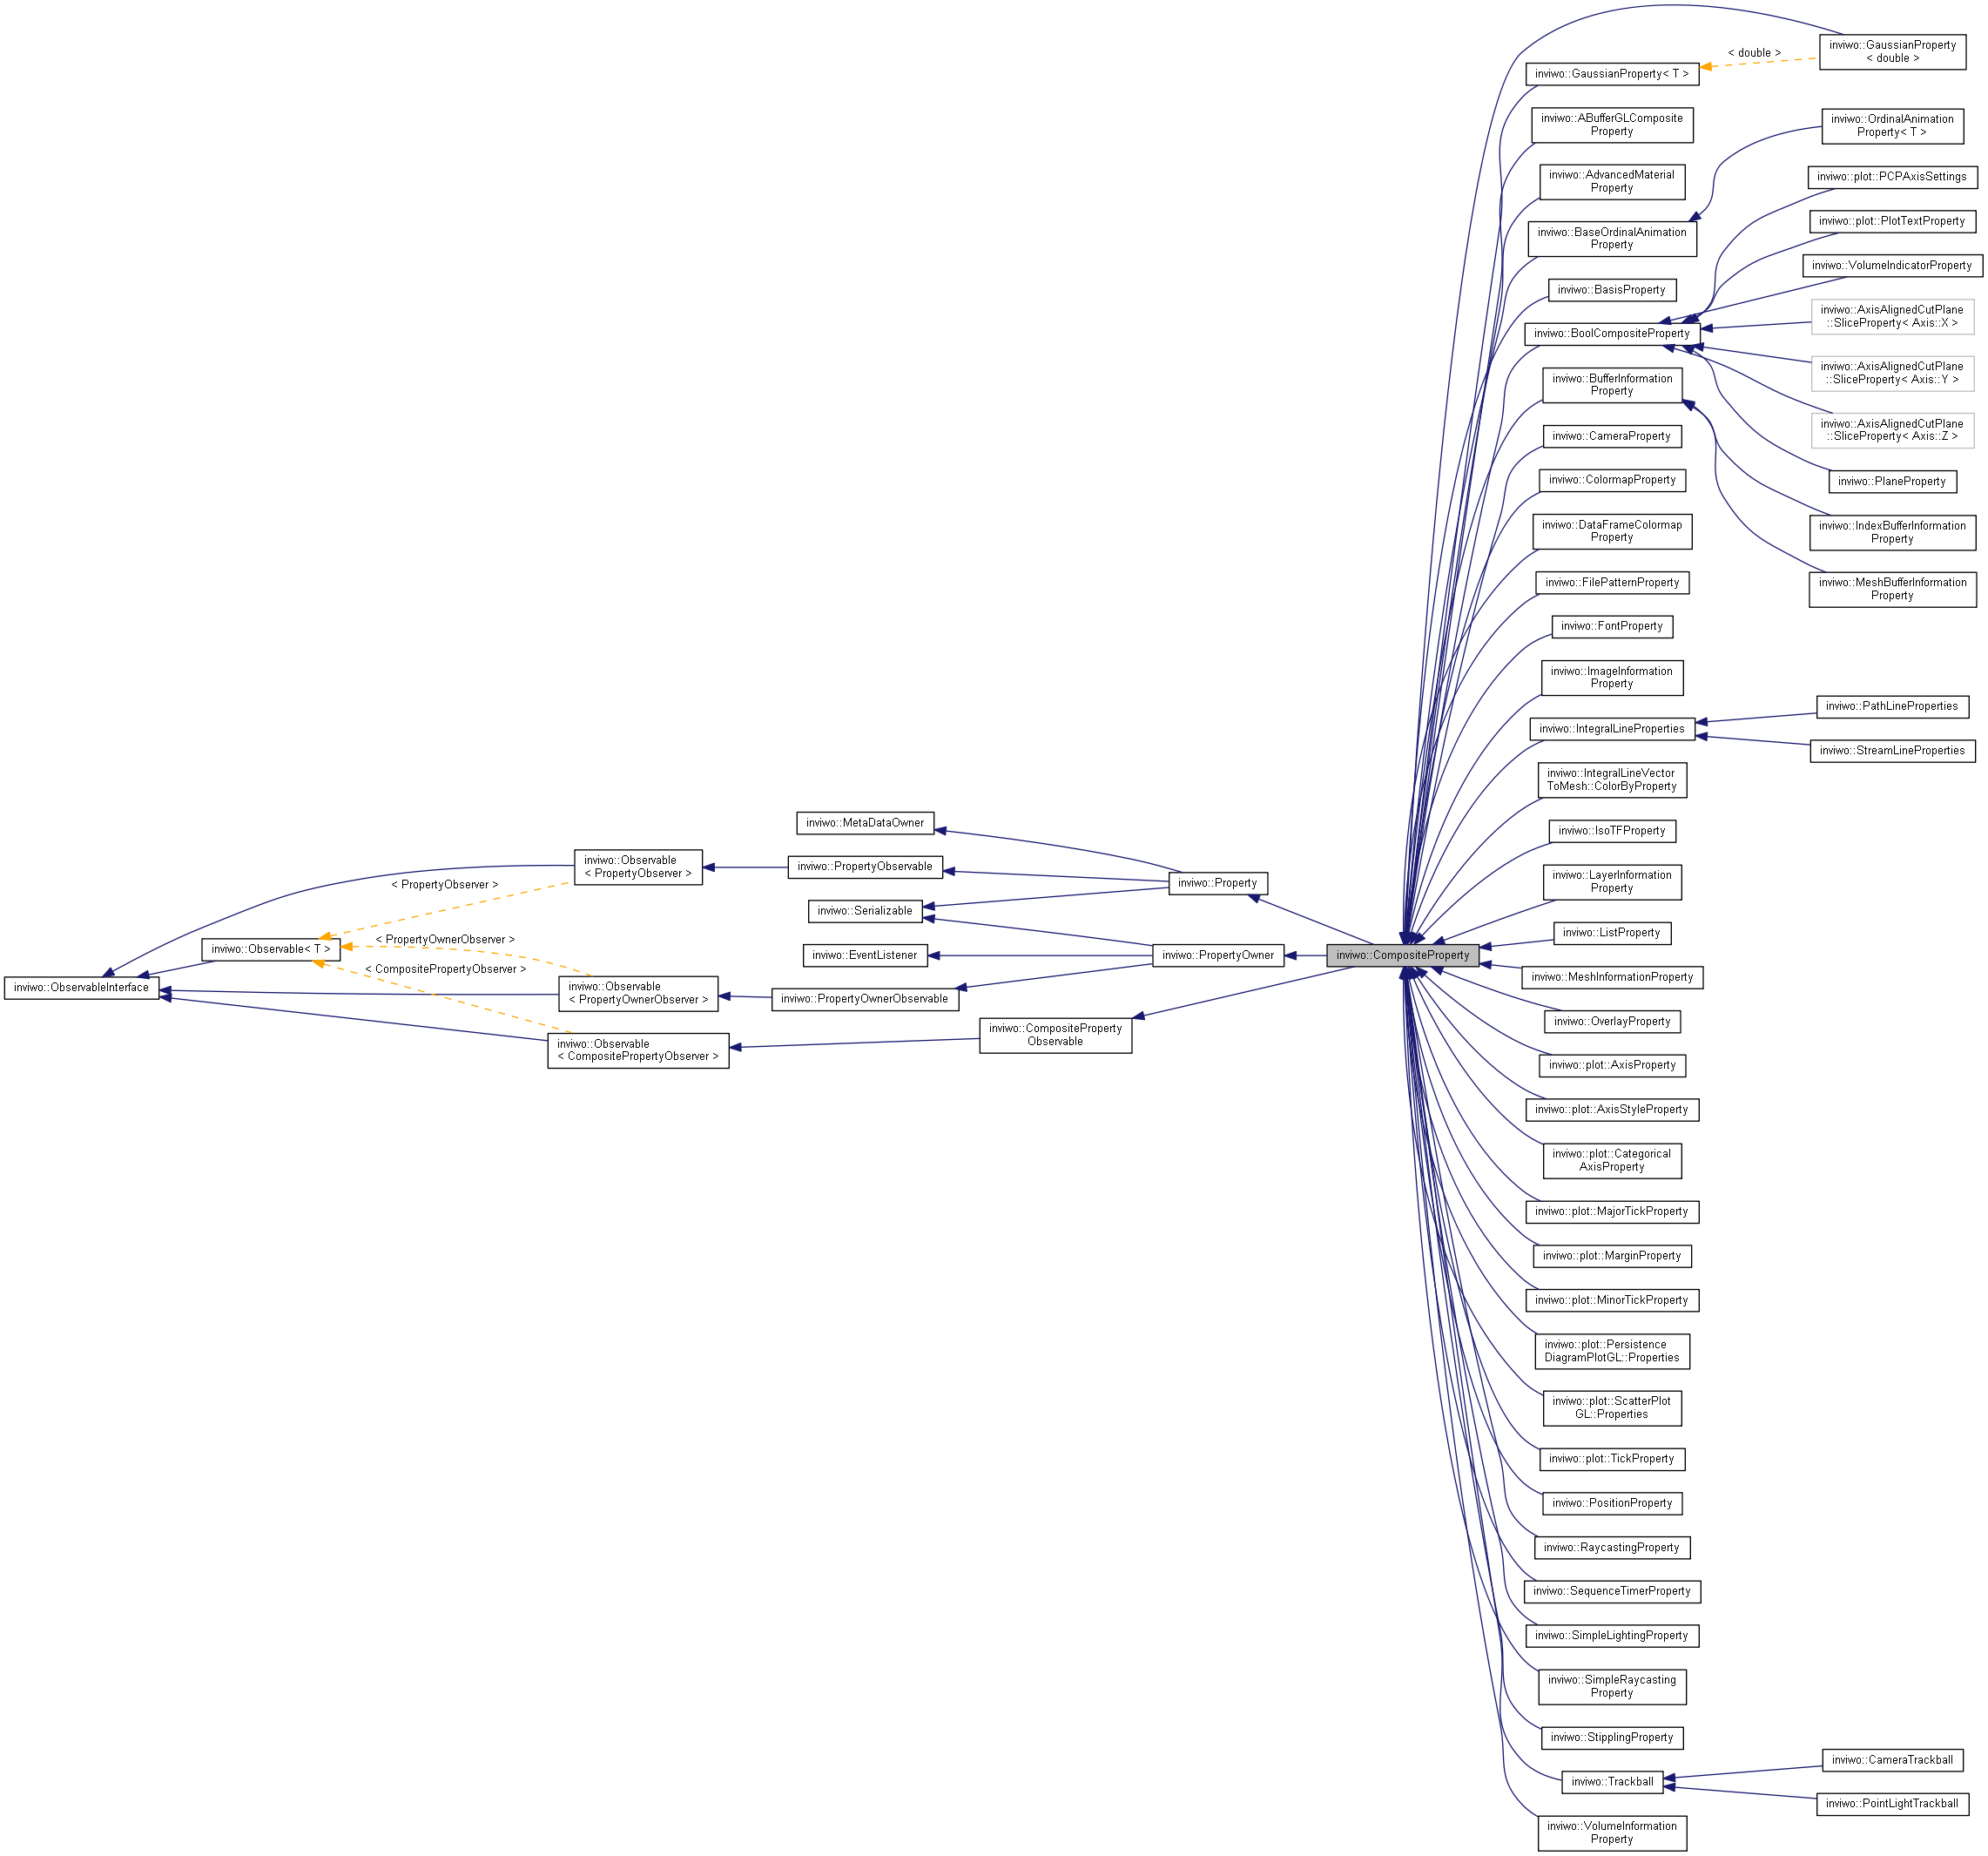 inviwo::ObservableInterface
inviwo::Observable< T >
< PropertyObserver >
< PropertyOwnerObserver >
< CompositePropertyObserver >
inviwo::Observable
< PropertyObserver >
inviwo::Observable
< PropertyOwnerObserver >
inviwo::Observable
< CompositePropertyObserver >
inviwo::MetaDataOwner
inviwo::PropertyObservable
inviwo::Serializable
inviwo::EventListener
inviwo::PropertyOwnerObservable
inviwo::CompositeProperty
Observable
inviwo::Property
inviwo::PropertyOwner
inviwo::CompositeProperty
inviwo::GaussianProperty< T >
inviwo::ABufferGLComposite
Property
inviwo::AdvancedMaterial
Property
inviwo::BaseOrdinalAnimation
Property
inviwo::BasisProperty
inviwo::BoolCompositeProperty
inviwo::BufferInformation
Property
inviwo::CameraProperty
inviwo::ColormapProperty
inviwo::DataFrameColormap
Property
inviwo::FilePatternProperty
inviwo::FontProperty
inviwo::ImageInformation
Property
inviwo::IntegralLineProperties
inviwo::IntegralLineVector
ToMesh::ColorByProperty
inviwo::IsoTFProperty
inviwo::LayerInformation
Property
inviwo::ListProperty
inviwo::MeshInformationProperty
inviwo::OverlayProperty
inviwo::plot::AxisProperty
inviwo::plot::AxisStyleProperty
inviwo::plot::Categorical
AxisProperty
inviwo::plot::MajorTickProperty
inviwo::plot::MarginProperty
inviwo::plot::MinorTickProperty
inviwo::plot::Persistence
DiagramPlotGL::Properties
inviwo::plot::ScatterPlot
GL::Properties
inviwo::plot::TickProperty
inviwo::PositionProperty
inviwo::RaycastingProperty
inviwo::SequenceTimerProperty
inviwo::SimpleLightingProperty
inviwo::SimpleRaycasting
Property
inviwo::StipplingProperty
inviwo::Trackball
inviwo::VolumeInformation
Property
< double >
inviwo::GaussianProperty
< double >
inviwo::OrdinalAnimation
Property< T >
inviwo::plot::PCPAxisSettings
inviwo::plot::PlotTextProperty
inviwo::VolumeIndicatorProperty
inviwo::AxisAlignedCutPlane
::SliceProperty< Axis::X >
inviwo::AxisAlignedCutPlane
::SliceProperty< Axis::Y >
inviwo::AxisAlignedCutPlane
::SliceProperty< Axis::Z >
inviwo::PlaneProperty
inviwo::IndexBufferInformation
Property
inviwo::MeshBufferInformation
Property
inviwo::PathLineProperties
inviwo::StreamLineProperties
inviwo::CameraTrackball
inviwo::PointLightTrackball